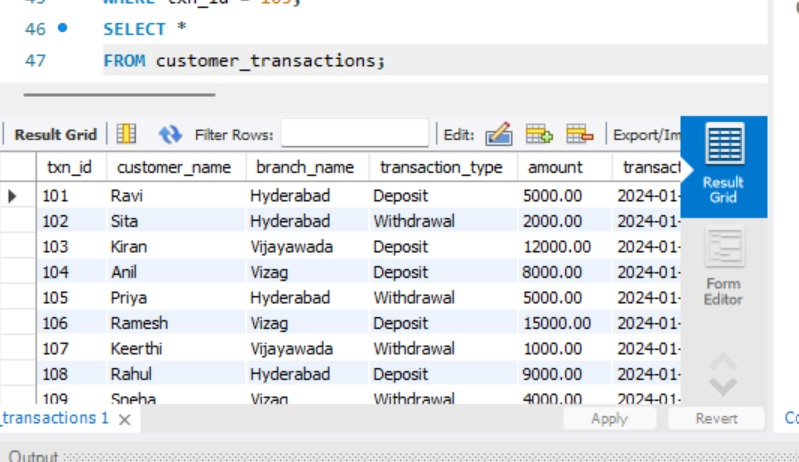 WHERE txn_id = 105;
46 SELECT *
47 FROM customer_transactions;
Result Grid Filter Rows: Edit: Export/Im
txn_id customer_name branch_name transaction_type amount transact
101 Ravi Hyderabad Deposit 5000.00 2024-01-
102 Sita Hyderabad Withdrawal 2000.00 2024-01-
103 Kiran Vijayawada Deposit 12000.00 2024-01-
104 Anil Vizag Deposit 8000.00 2024-01-
105 Priya Hyderabad Withdrawal 5000.00 2024-01-
106 Ramesh Vizag Deposit 15000.00 2024-01-
107 Keerthi Vijayawada Withdrawal 1000.00 2024-01-
108 Rahul Hyderabad Deposit 9000.00 2024-01-
109 Sneha Vizag Withdrawal 4000.00 2024-01-
Result
Grid
Form
Editor
_transactions 1 Apply Revert Co
Output